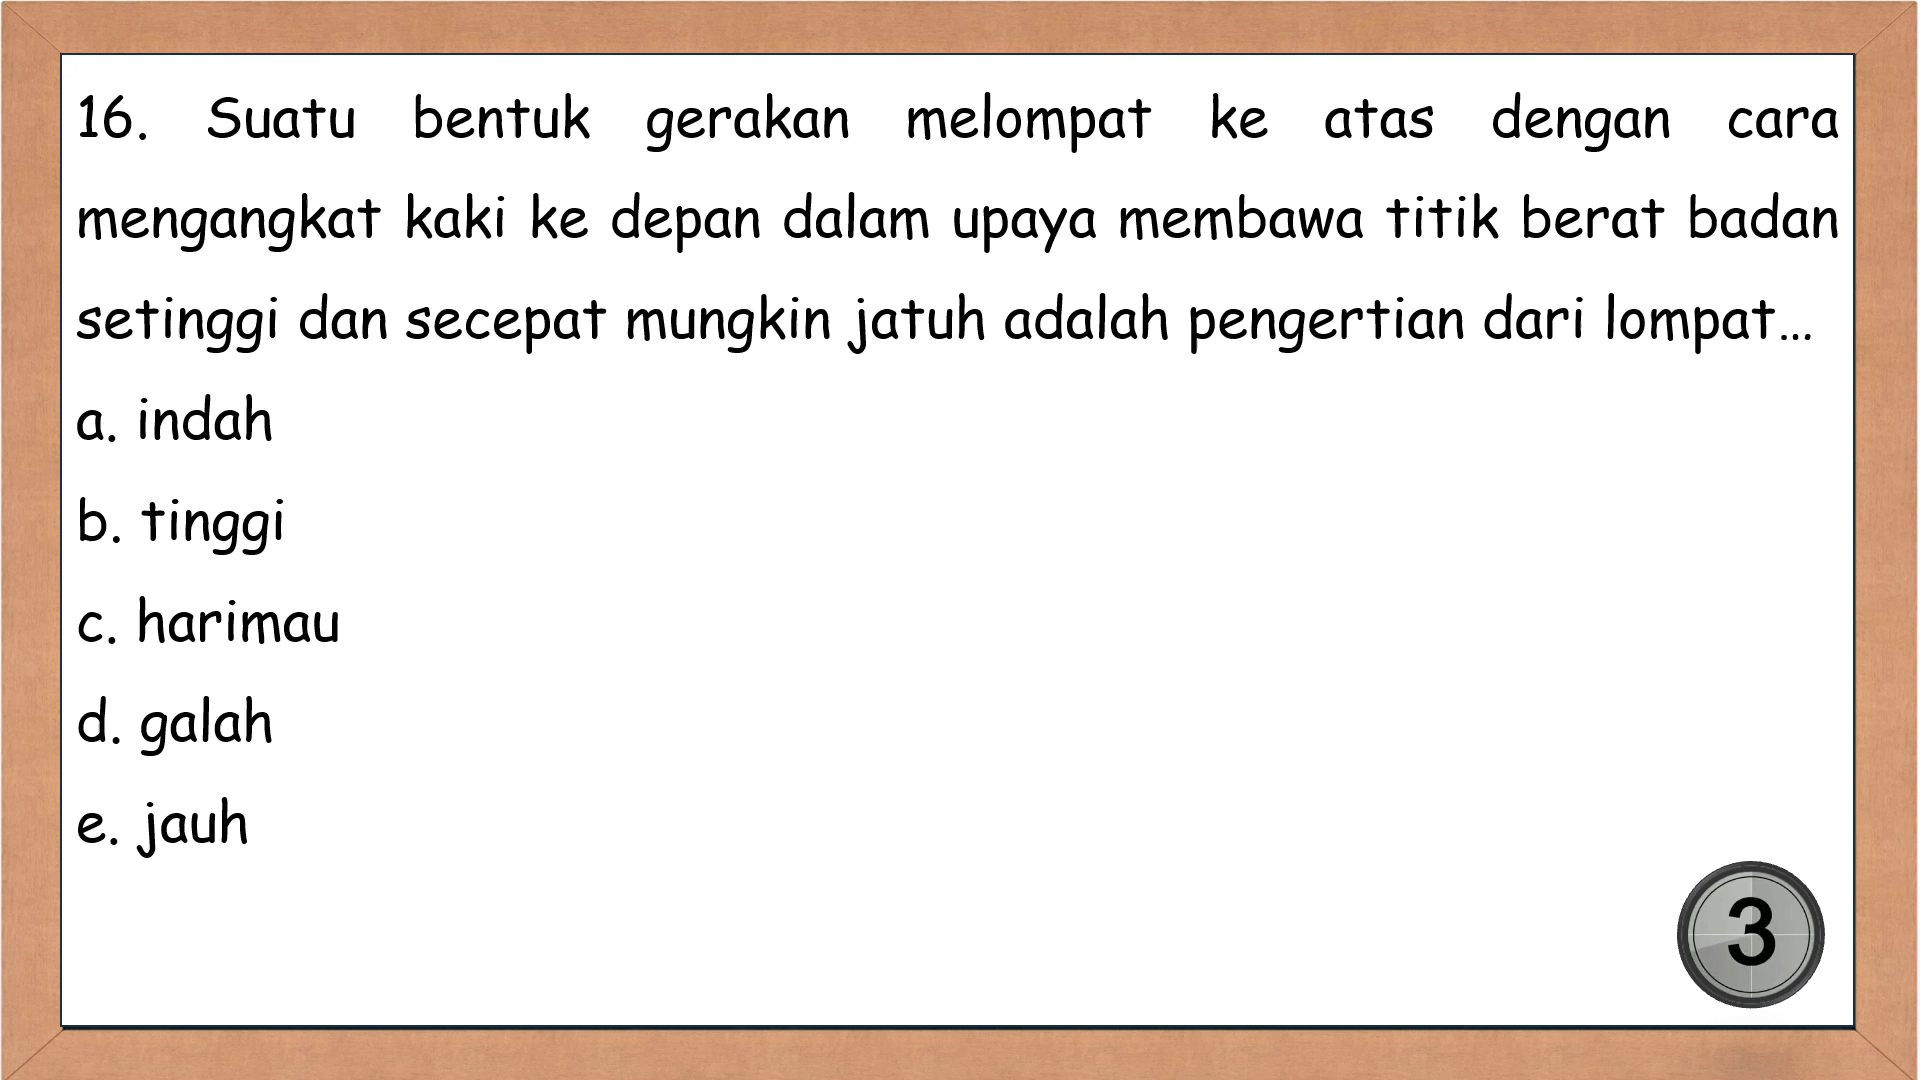 16. Suatu bentuk gerakan melompat ke atas dengan cara
mengangkat kaki ke depan dalam upaya membawa titik berat badan
setinggi dan secepat mungkin jatuh adalah pengertian dari lompat...
a. indah
b. tinggi
c. harimau
d. galah
e. jauh
3